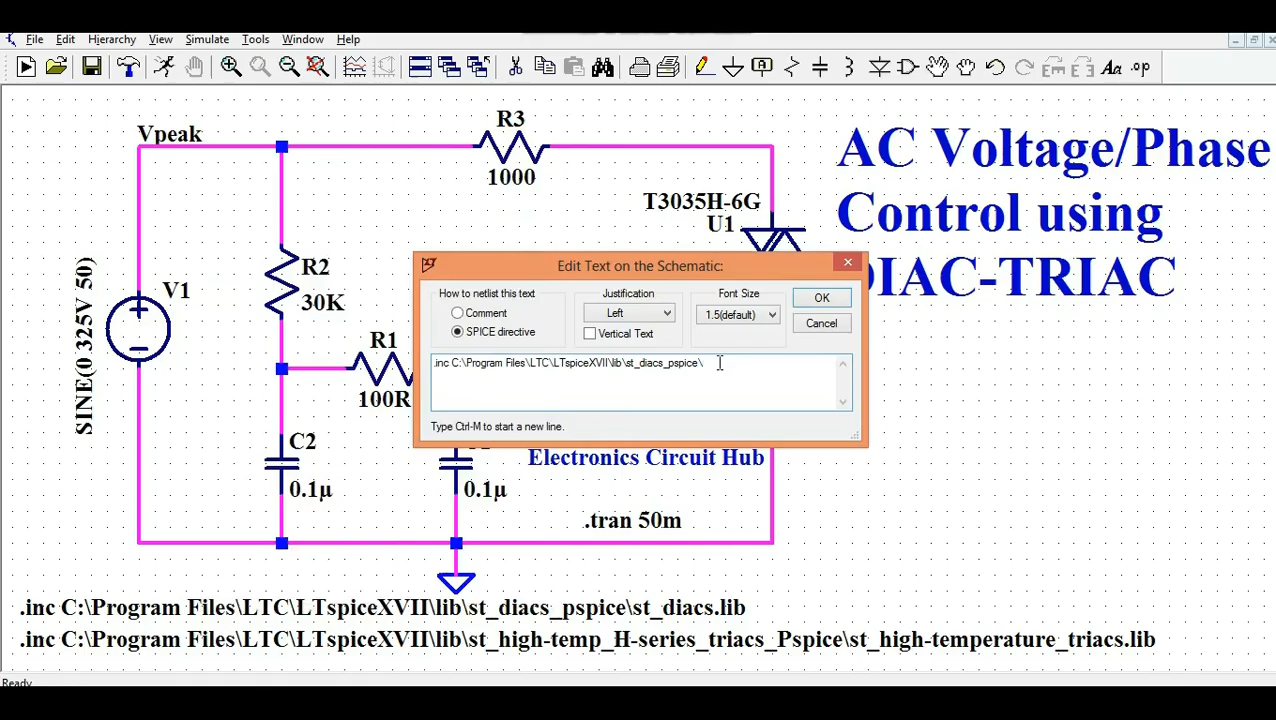 File Edit Hierarchy View Simulate Tools Window Help
Aa .op
Vpeak
R3
1000
AC Voltage/Phase
Control using
DIAC-TRIAC
T3035H-6G
U1
R2
30K
V1
SINE(0 325V 50)
R1
100R
Edit Text on the Schematic:
How to netlist this text
Comment
SPICE directive
Justification
Left
Vertical Text
Font Size
1.5(default)
OK
Cancel
.inc C:\Program Files\LTC\LTspiceXVII\lib\st_diacs_pspice\
Type Ctrl-M to start a new line.
C2
0.1µ
0.1µ
Electronics Circuit Hub
.tran 50m
.inc C:\Program Files\LTC\LTspiceXVII\lib\st_diacs_pspice\st_diacs.lib
.inc C:\Program Files\LTC\LTspiceXVII\lib\st_high-temp_H-series_triacs_Pspice\st_high-temperature_triacs.lib
Ready